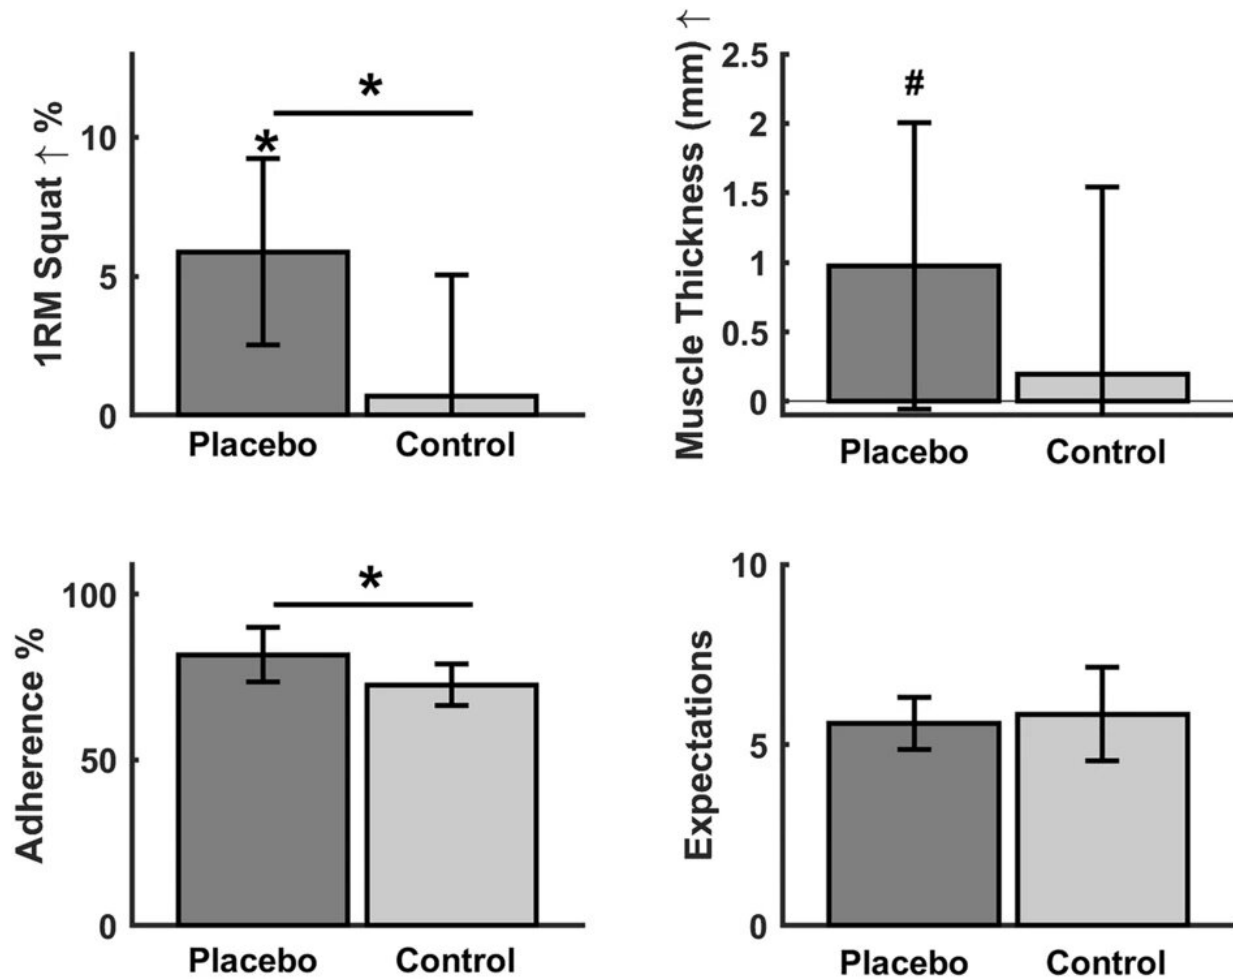 1RM Squat ↑ %
10
5
0
*
*
Placebo
Control
Muscle Thickness (mm) ↑
2.5
2
1.5
1
0.5
0
#
Placebo
Control
Adherence %
100
50
0
*
Placebo
Control
Expectations
10
5
0
Placebo
Control